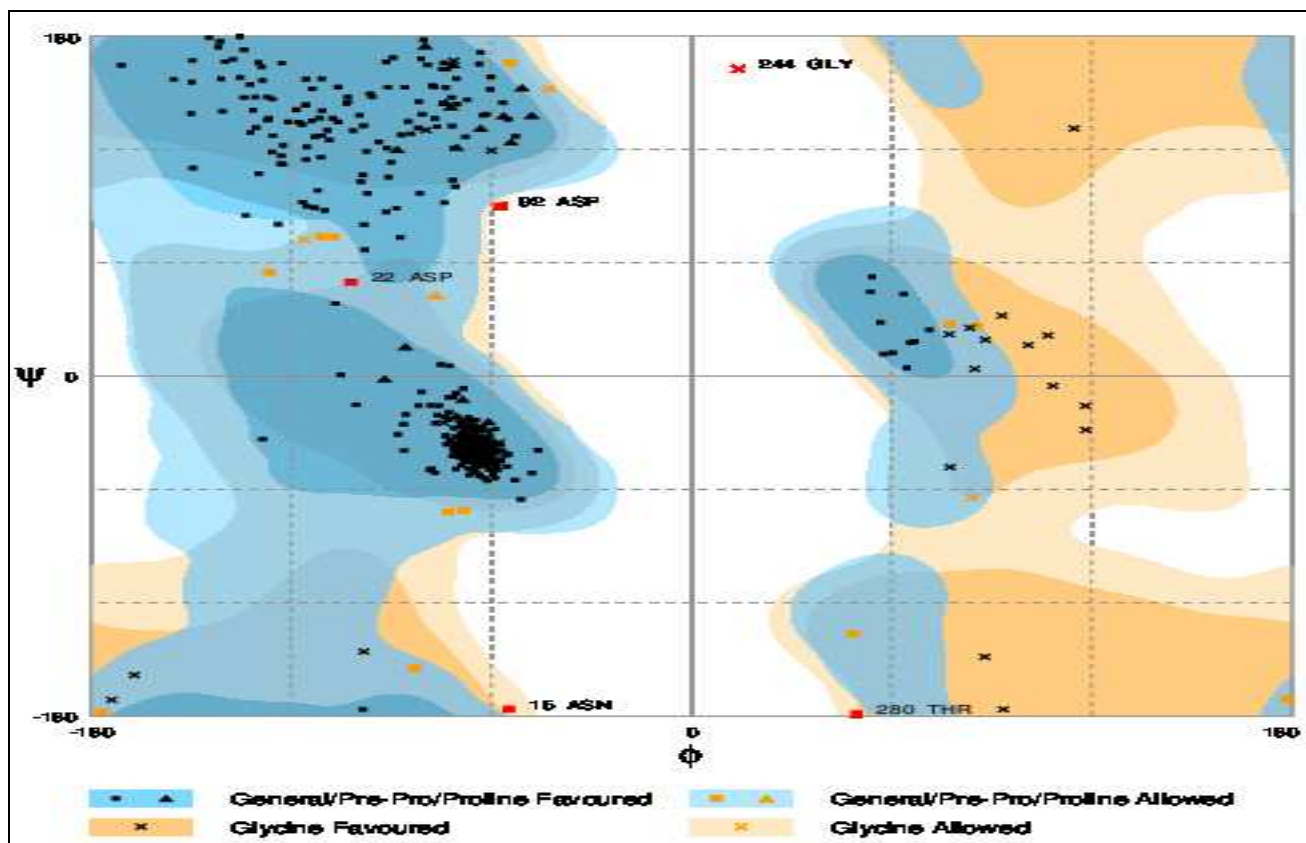 180
244 GLY
92 ASP
22 ASP
Ψ 0
-180
15 ASN
280 THR
-180 0 180
Φ
General/Pre-Pro/Proline Favoured
General/Pre-Pro/Proline Allowed
Glycine Favoured
Glycine Allowed